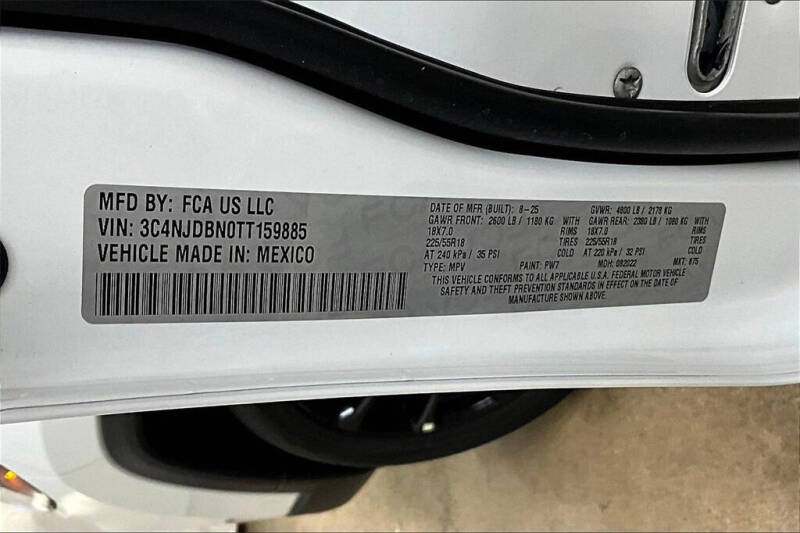 MFD BY: FCA US LLC
VIN: 3C4NJDBN0TT159885
VEHICLE MADE IN: MEXICO
DATE OF MFR (BUILT): 8-25 GVWR: 4800 LB / 2178 KG
GAWR FRONT: 2600 LB / 1180 KG WITH GAWR REAR: 2380 LB / 1080 KG WITH
18X7.0 RIMS 18X7.0 RIMS
225/55R18 TIRES 225/55R18 TIRES
AT 240 kPa / 35 PSI COLD AT 220 kPa / 32 PSI COLD
TYPE: MPV PAINT: PW7 MDH: 082022 MKT: 875
THIS VEHICLE CONFORMS TO ALL APPLICABLE U.S.A. FEDERAL MOTOR VEHICLE
SAFETY AND THEFT PREVENTION STANDARDS IN EFFECT ON THE DATE OF
MANUFACTURE SHOWN ABOVE.